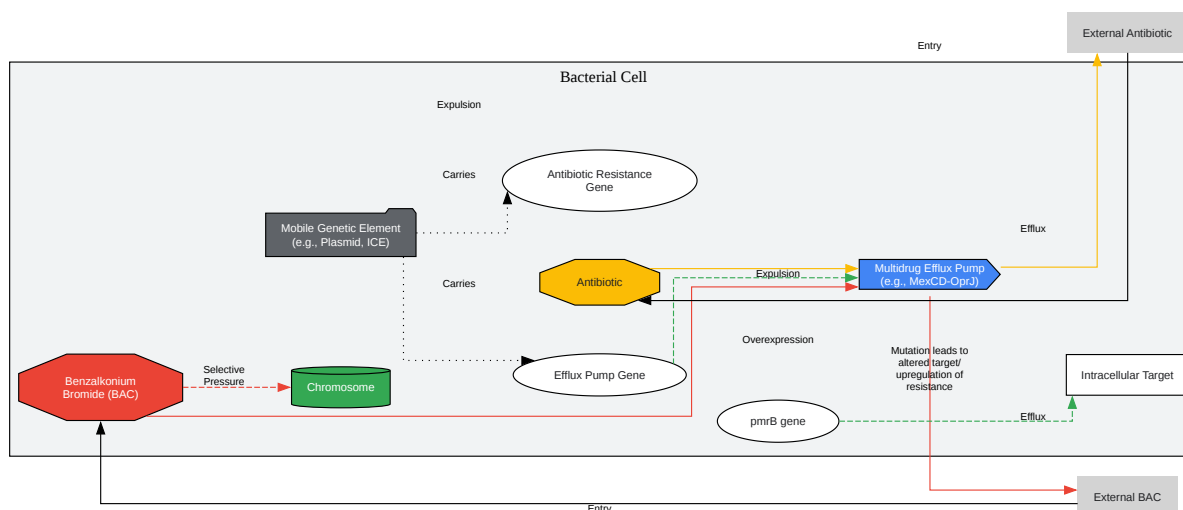 External Antibiotic
Entry
Bacterial Cell
Expulsion
Carries
Antibiotic Resistance
Gene
Mobile Genetic Element
(e.g., Plasmid, ICE)
Efflux
Carries
Antibiotic
Expulsion
Multidrug Efflux Pump
(e.g., MexCD-OprJ)
Overexpression
Mutation leads to
altered target/
upregulation of
resistance
Selective
Pressure
Benzalkonium
Bromide (BAC)
Chromosome
Efflux Pump Gene
Intracellular Target
pmrB gene
Efflux
External BAC
Entry